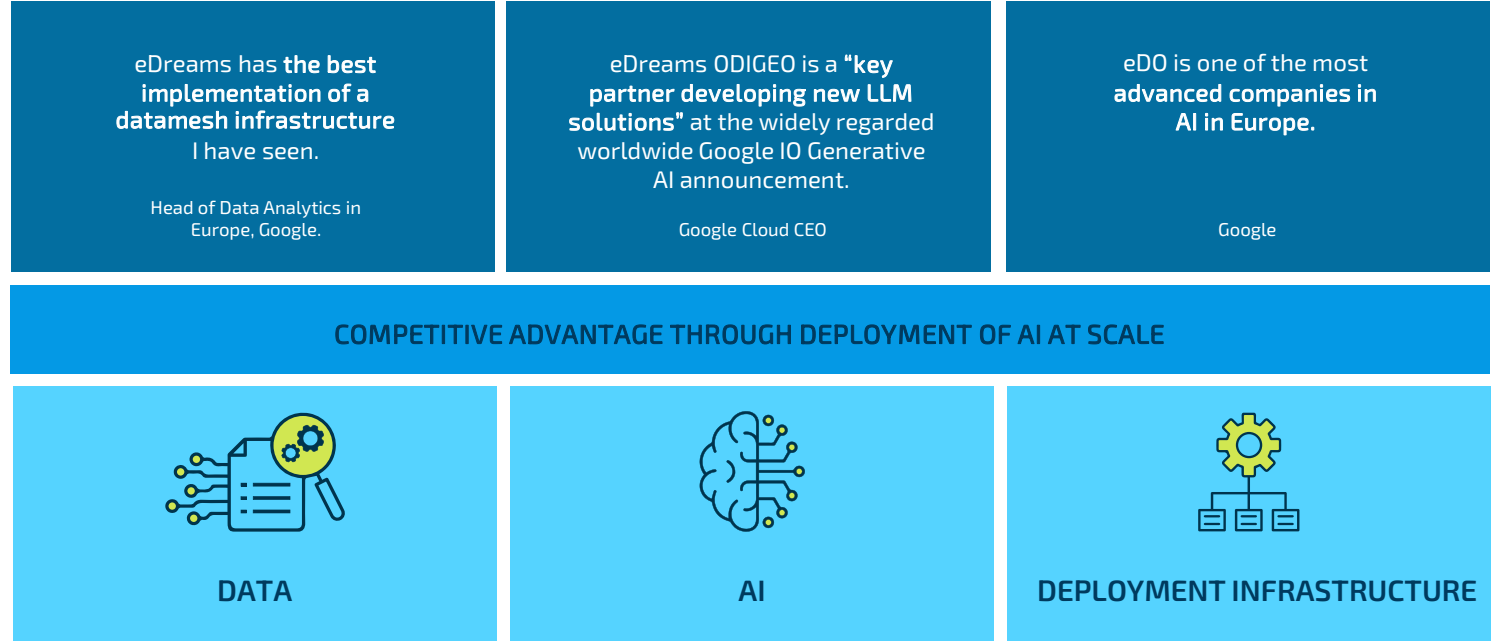 eDreams has the best
implementation of a
datamesh infrastructure
I have seen.
Head of Data Analytics in
Europe, Google.
eDreams ODIGEO is a “key
partner developing new LLM
solutions” at the widely regarded
worldwide Google IO Generative
AI announcement.
Google Cloud CEO
eDO is one of the most
advanced companies in
AI in Europe.
Google
COMPETITIVE ADVANTAGE THROUGH DEPLOYMENT OF AI AT SCALE
DATA
AI
DEPLOYMENT INFRASTRUCTURE